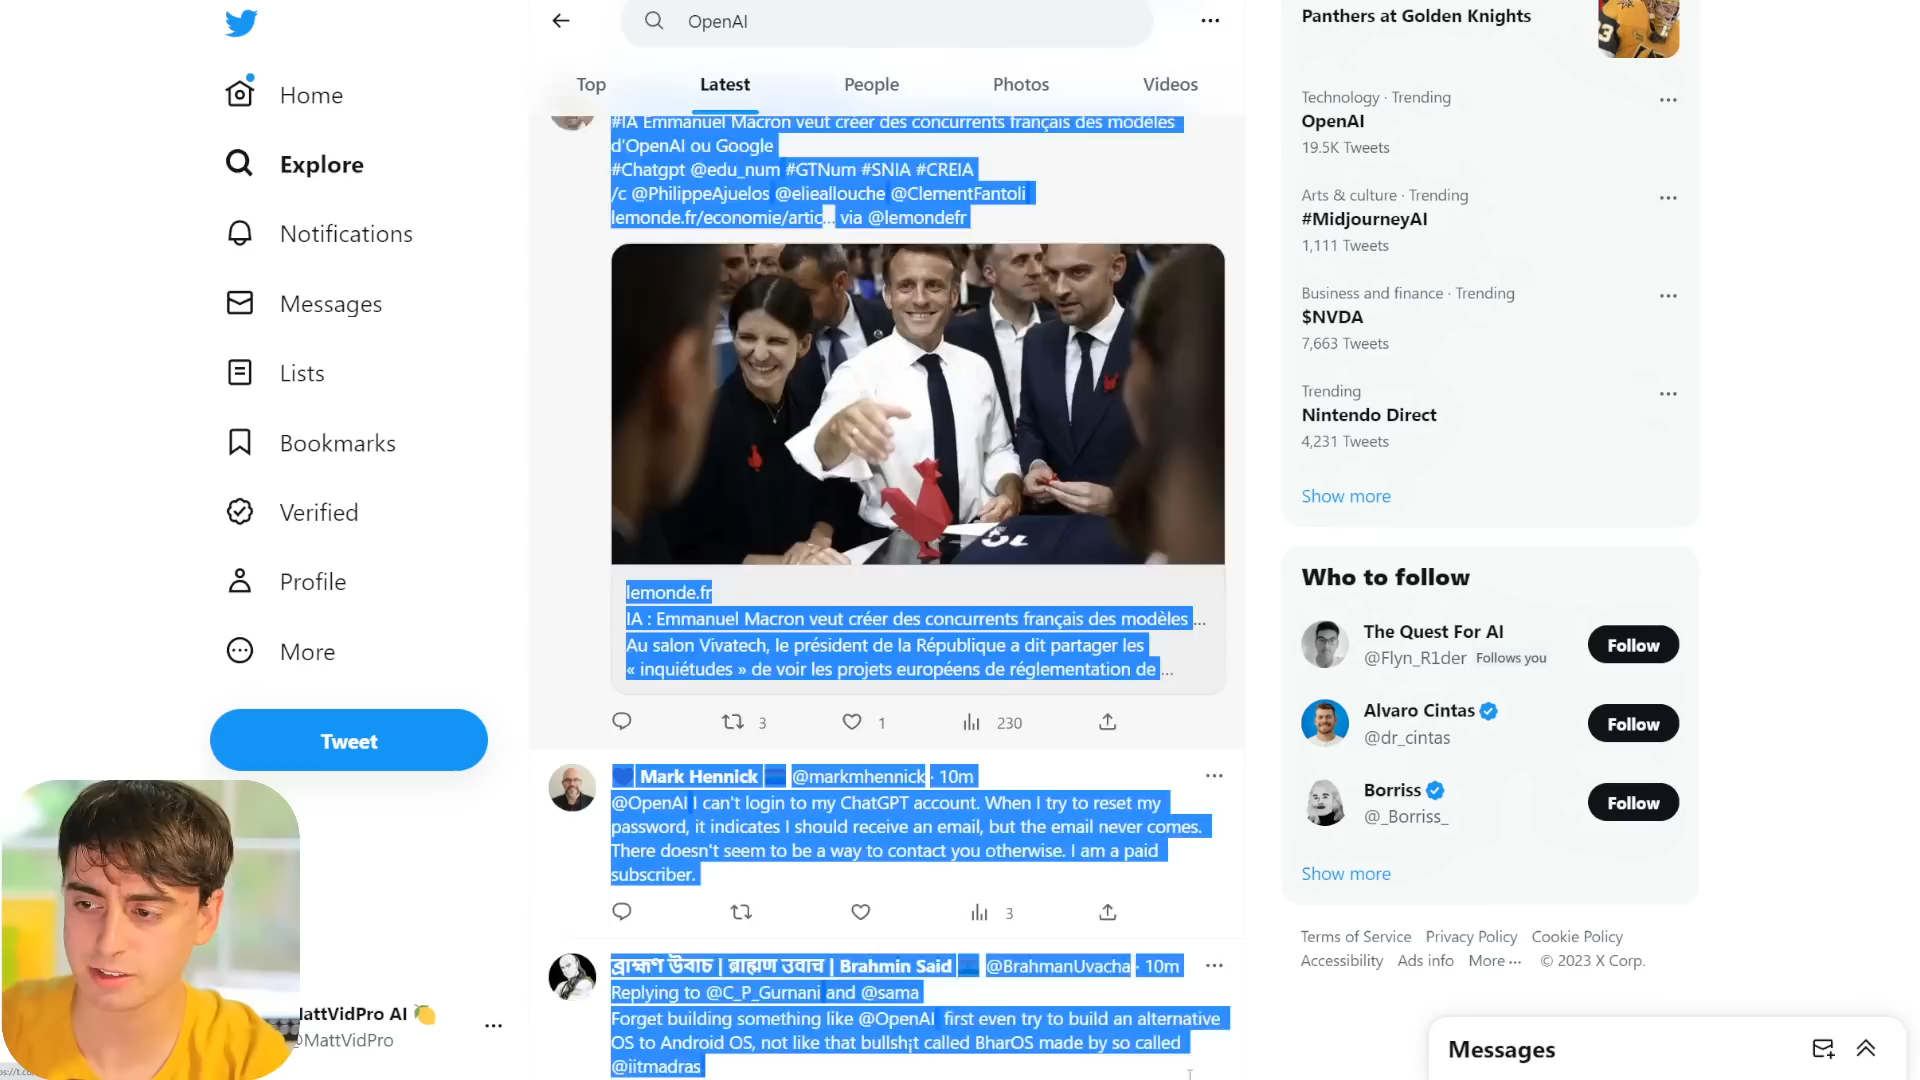 OpenAI
Home
Explore
Notifications
Messages
Lists
Bookmarks
Verified
Profile
More
Tweet
MattVidPro AI
@MattVidPro
Top
Latest
People
Photos
Videos
#IA Emmanuel Macron veut créer des concurrents français des modèles
d'OpenAI ou Google
#Chatgpt @edu_num #GTNum #SNIA #CREIA
/c @PhilippeAjuelos @elieallouche @ClementFantoli
lemonde.fr/economie/artic… via @lemondefr
lemonde.fr
IA : Emmanuel Macron veut créer des concurrents français des modèles ...
Au salon Vivatech, le président de la République a dit partager les
« inquiétudes » de voir les projets européens de réglementation de ...
3
1
230
Mark Hennick @markmhennick · 10m
@OpenAI I can't login to my ChatGPT account. When I try to reset my
password, it indicates I should receive an email, but the email never comes.
There doesn't seem to be a way to contact you otherwise. I am a paid
subscriber.
3
ব্রাহ্মণ উবাচ | ब्राह्मण उवाच | Brahmin Said @BrahmanUvacha · 10m
Replying to @C_P_Gurnani and @sama
Forget building something like @OpenAI first even try to build an alternative
OS to Android OS, not like that bullsh¡t called BharOS made by so called
@iitmadras
Panthers at Golden Knights
Technology · Trending
OpenAI
19.5K Tweets
Arts & culture · Trending
#MidjourneyAI
1,111 Tweets
Business and finance · Trending
$NVDA
7,663 Tweets
Trending
Nintendo Direct
4,231 Tweets
Show more
Who to follow
The Quest For AI
@Flyn_R1der Follows you
Follow
Alvaro Cintas
@dr_cintas
Follow
Borriss
@_Borriss_
Follow
Show more
Terms of Service Privacy Policy Cookie Policy
Accessibility Ads info More ... © 2023 X Corp.
Messages